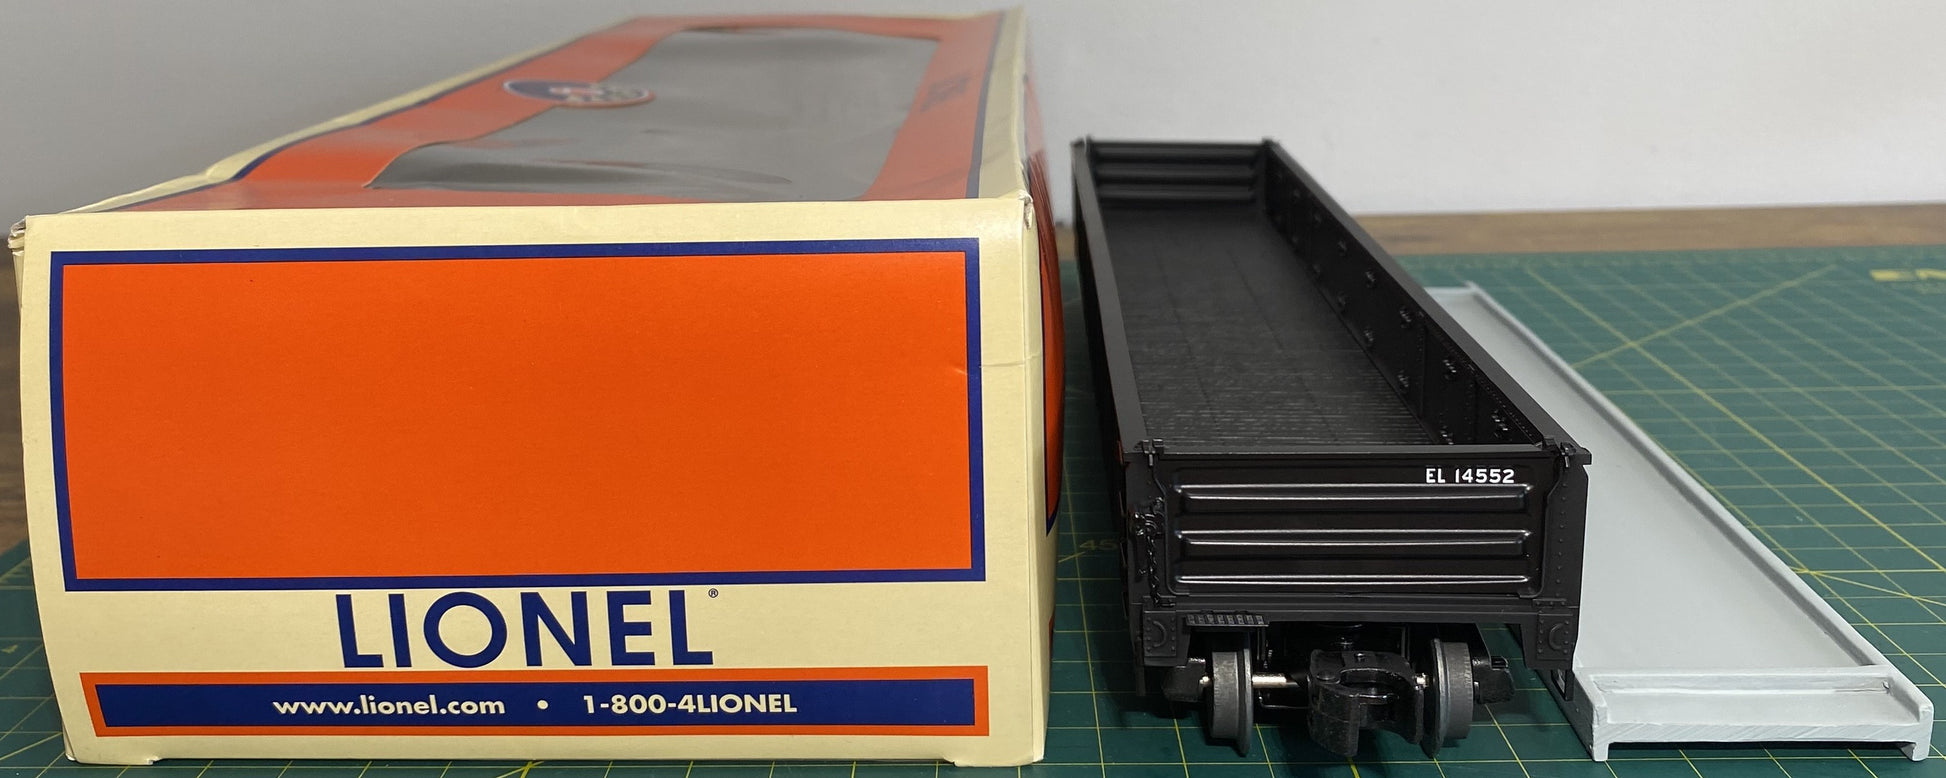 LIONEL®
www.lionel.com • 1-800-4LIONEL
EL 14552